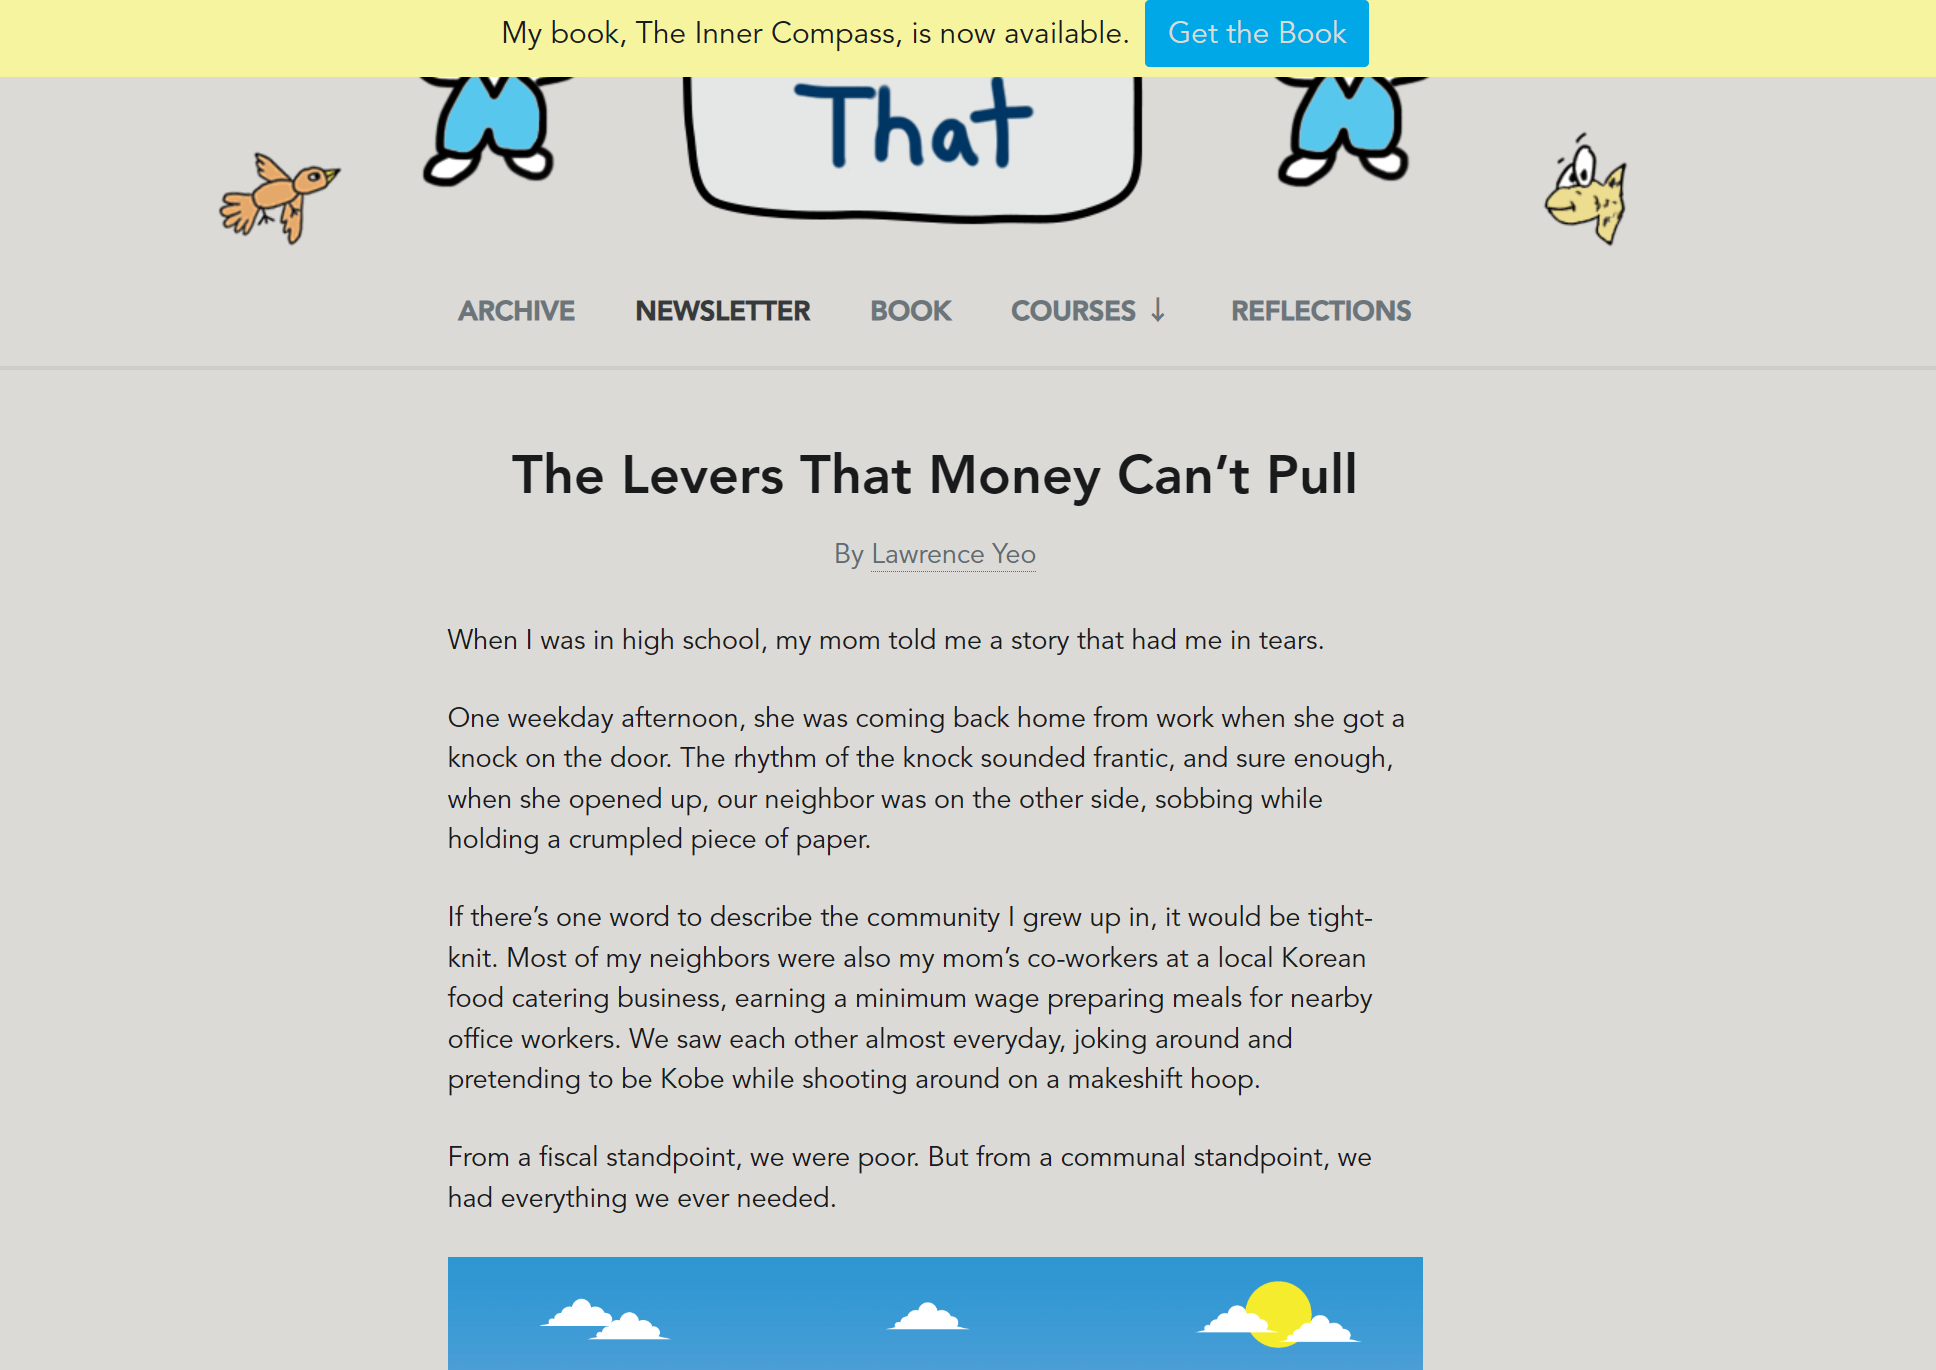 My book, The Inner Compass, is now available. Get the Book
That
ARCHIVE NEWSLETTER BOOK COURSES ↓ REFLECTIONS
The Levers That Money Can’t Pull
By Lawrence Yeo
When I was in high school, my mom told me a story that had me in tears.
One weekday afternoon, she was coming back home from work when she got a
knock on the door. The rhythm of the knock sounded frantic, and sure enough,
when she opened up, our neighbor was on the other side, sobbing while
holding a crumpled piece of paper.
If there’s one word to describe the community I grew up in, it would be tight-
knit. Most of my neighbors were also my mom’s co-workers at a local Korean
food catering business, earning a minimum wage preparing meals for nearby
office workers. We saw each other almost everyday, joking around and
pretending to be Kobe while shooting around on a makeshift hoop.
From a fiscal standpoint, we were poor. But from a communal standpoint, we
had everything we ever needed.